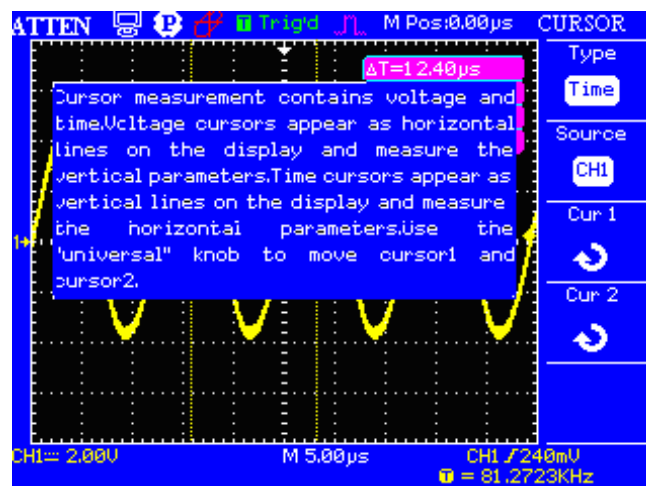 ATTEN P T Trig'd M Pos:0.00µs CURSOR
Type
Time
ΔT=12.40µs
Cursor measurement contains voltage and
time.Voltage cursors appear as horizontal
lines on the display and measure the
vertical parameters.Time cursors appear as
vertical lines on the display and measure
the horizontal parameters.Use the
"universal" knob to move cursor1 and
cursor2.
Source
CH1
Cur 1
Cur 2
1
CH1 2.00V M 5.00µs CH1 240mV
T = 81.2723KHz